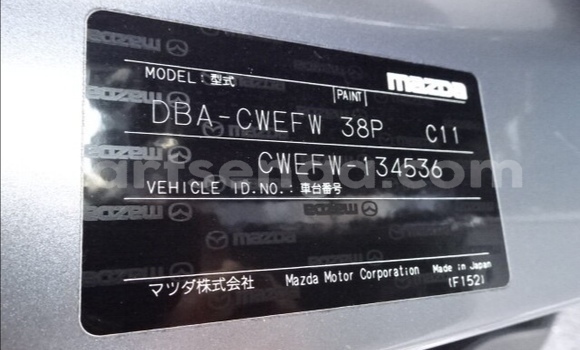 MODEL:型式 |PAINT| mazda
DBA-CWEFW 38P C11
CWEFW-134536
VEHICLE ID.NO.:車台番号
マツダ株式会社 Mazda Motor Corporation Made in Japan
(F152)